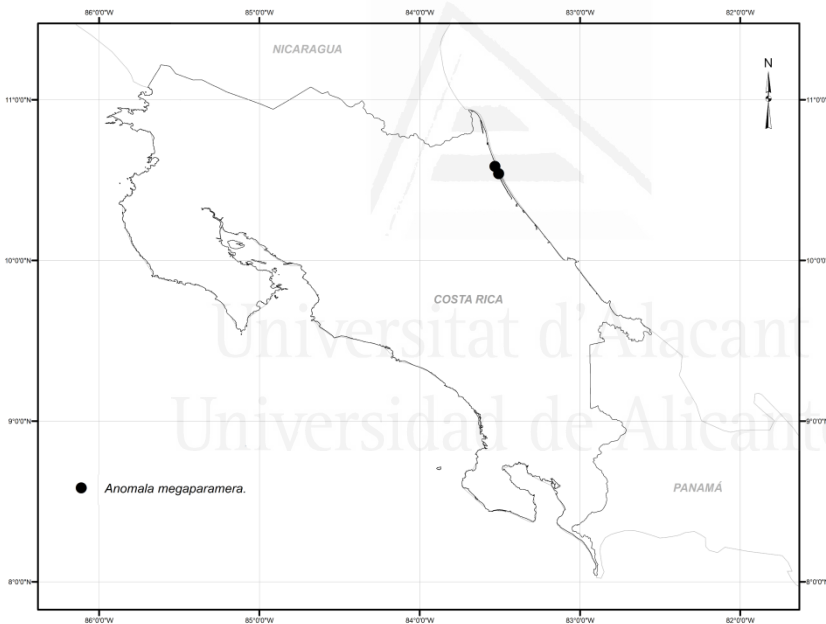 86°0'0"W 85°0'0"W 84°0'0"W 83°0'0"W 82°0'0"W
NICARAGUA
N
11°0'0"N 11°0'0"N
10°0'0"N 10°0'0"N
COSTA RICA
Universitat d'Alacant
Universidad de Alicante
9°0'0"N 9°0'0"N
Anomala megaparamera.
PANAMÁ
8°0'0"N 8°0'0"N
86°0'0"W 85°0'0"W 84°0'0"W 83°0'0"W 82°0'0"W